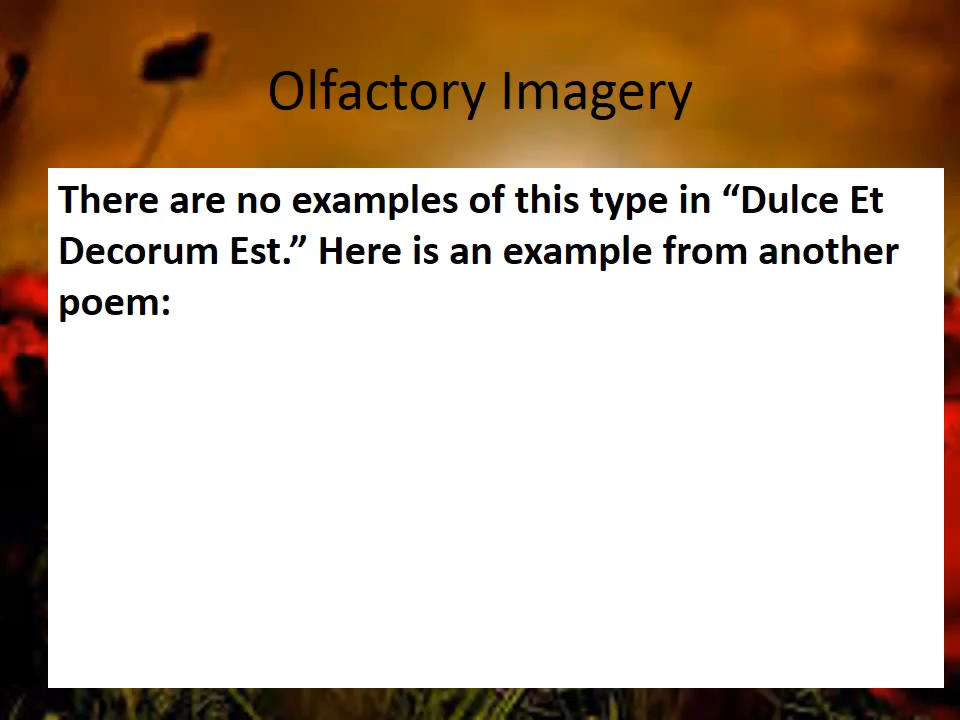 Olfactory Imagery
There are no examples of this type in “Dulce Et
Decorum Est.” Here is an example from another
poem: